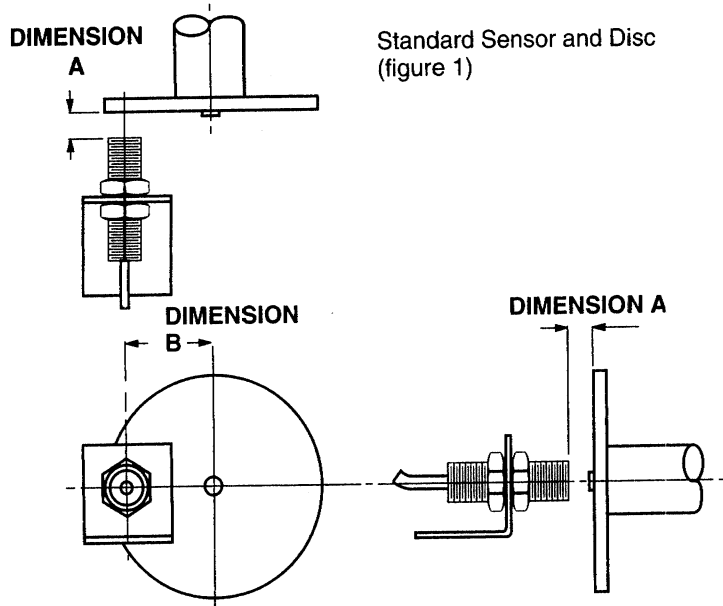 DIMENSION
A
Standard Sensor and Disc
(figure 1)
DIMENSION
B
DIMENSION A